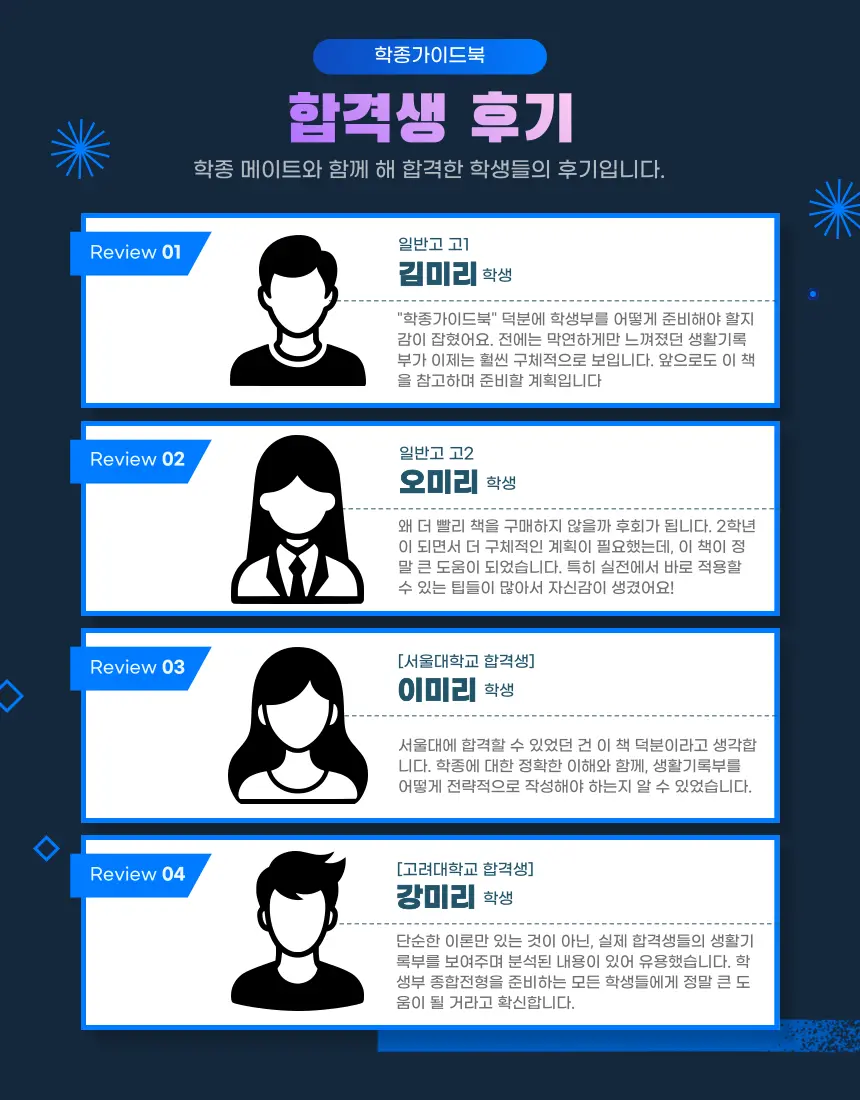 학종가이드북
합격생 후기
학종 메이트와 함께 해 합격한 학생들의 후기입니다.
Review 01
일반고 고1
김미리 학생
"학종가이드북" 덕분에 학생부를 어떻게 준비해야 할지
감이 잡혔어요. 전에는 막연하게만 느껴졌던 생활기록
부가 이제는 훨씬 구체적으로 보입니다. 앞으로도 이 책
을 참고하며 준비할 계획입니다
Review 02
일반고 고2
오미리 학생
왜 더 빨리 책을 구매하지 않을까 후회가 됩니다. 2학년
이 되면서 더 구체적인 계획이 필요했는데, 이 책이 정
말 큰 도움이 되었습니다. 특히 실전에서 바로 적용할
수 있는 팁들이 많아서 자신감이 생겼어요!
Review 03
[서울대학교 합격생]
이미리 학생
서울대에 합격할 수 있었던 건 이 책 덕분이라고 생각합
니다. 학종에 대한 정확한 이해와 함께, 생활기록부를
어떻게 전략적으로 작성해야 하는지 알 수 있었습니다.
Review 04
[고려대학교 합격생]
강미리 학생
단순한 이론만 있는 것이 아닌, 실제 합격생들의 생활기
록부를 보여주며 분석된 내용이 있어 유용했습니다. 학
생부 종합전형을 준비하는 모든 학생들에게 정말 큰 도
움이 될 거라고 확신합니다.